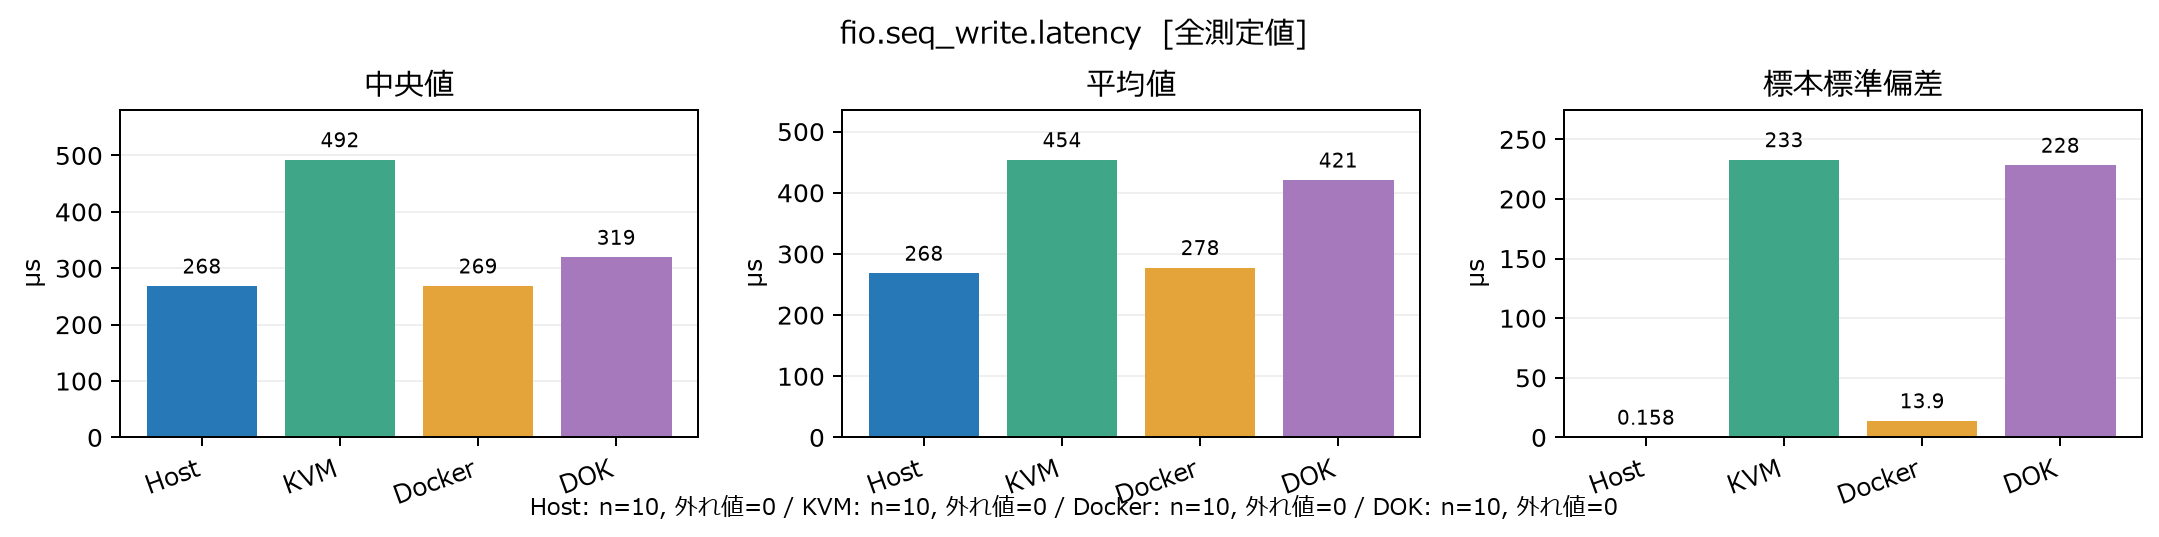 fio.seq_write.latency [全測定値]
中央値
μs
500
400
300
200
100
0
492
319
268
269
Host KVM Docker DOK
平均値
μs
500
400
300
200
100
0
454
421
268
278
Host KVM Docker DOK
標本標準偏差
μs
250
200
150
100
50
0
233
228
0.158
13.9
Host KVM Docker DOK
Host: n=10, 外れ値=0 / KVM: n=10, 外れ値=0 / Docker: n=10, 外れ値=0 / DOK: n=10, 外れ値=0